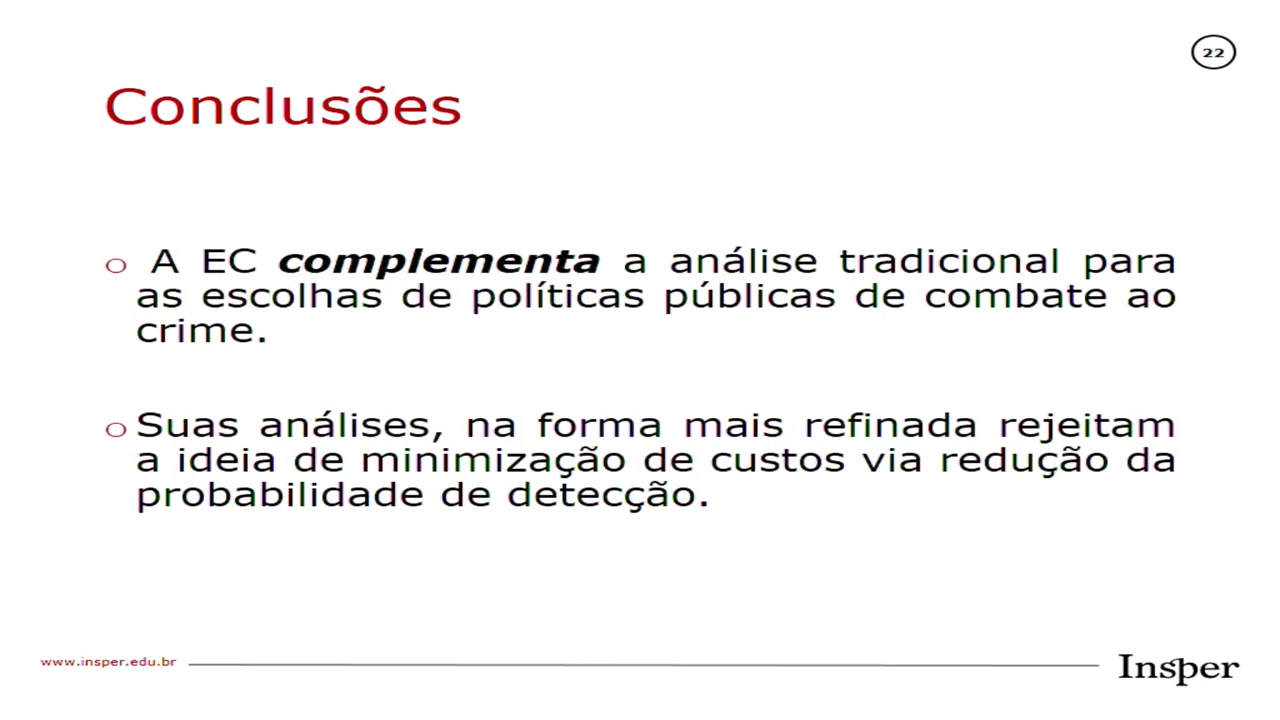 22
Conclusões
A EC complementa a análise tradicional para
as escolhas de políticas públicas de combate ao
crime.
Suas análises, na forma mais refinada rejeitam
a ideia de minimização de custos via redução da
probabilidade de detecção.
www.insper.edu.br
Insper